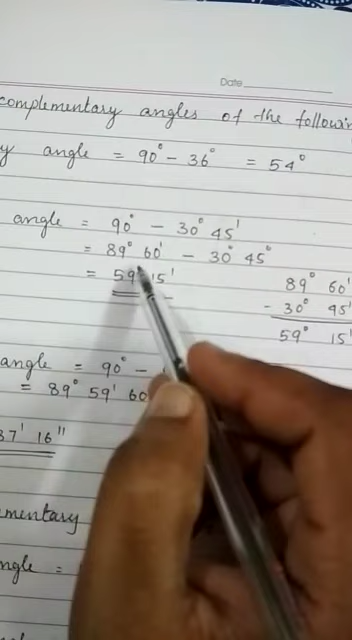 Date
complementary angles of the followin
y angle = 90° - 36° = 54°
angle = 90° - 30° 45'
= 89° 60' - 30° 45°
= 59° 15'
89° 60'
- 30° 45'
59° 15'
angle = 90° -
= 89° 59' 60
37' 16"
mentary
ngle =